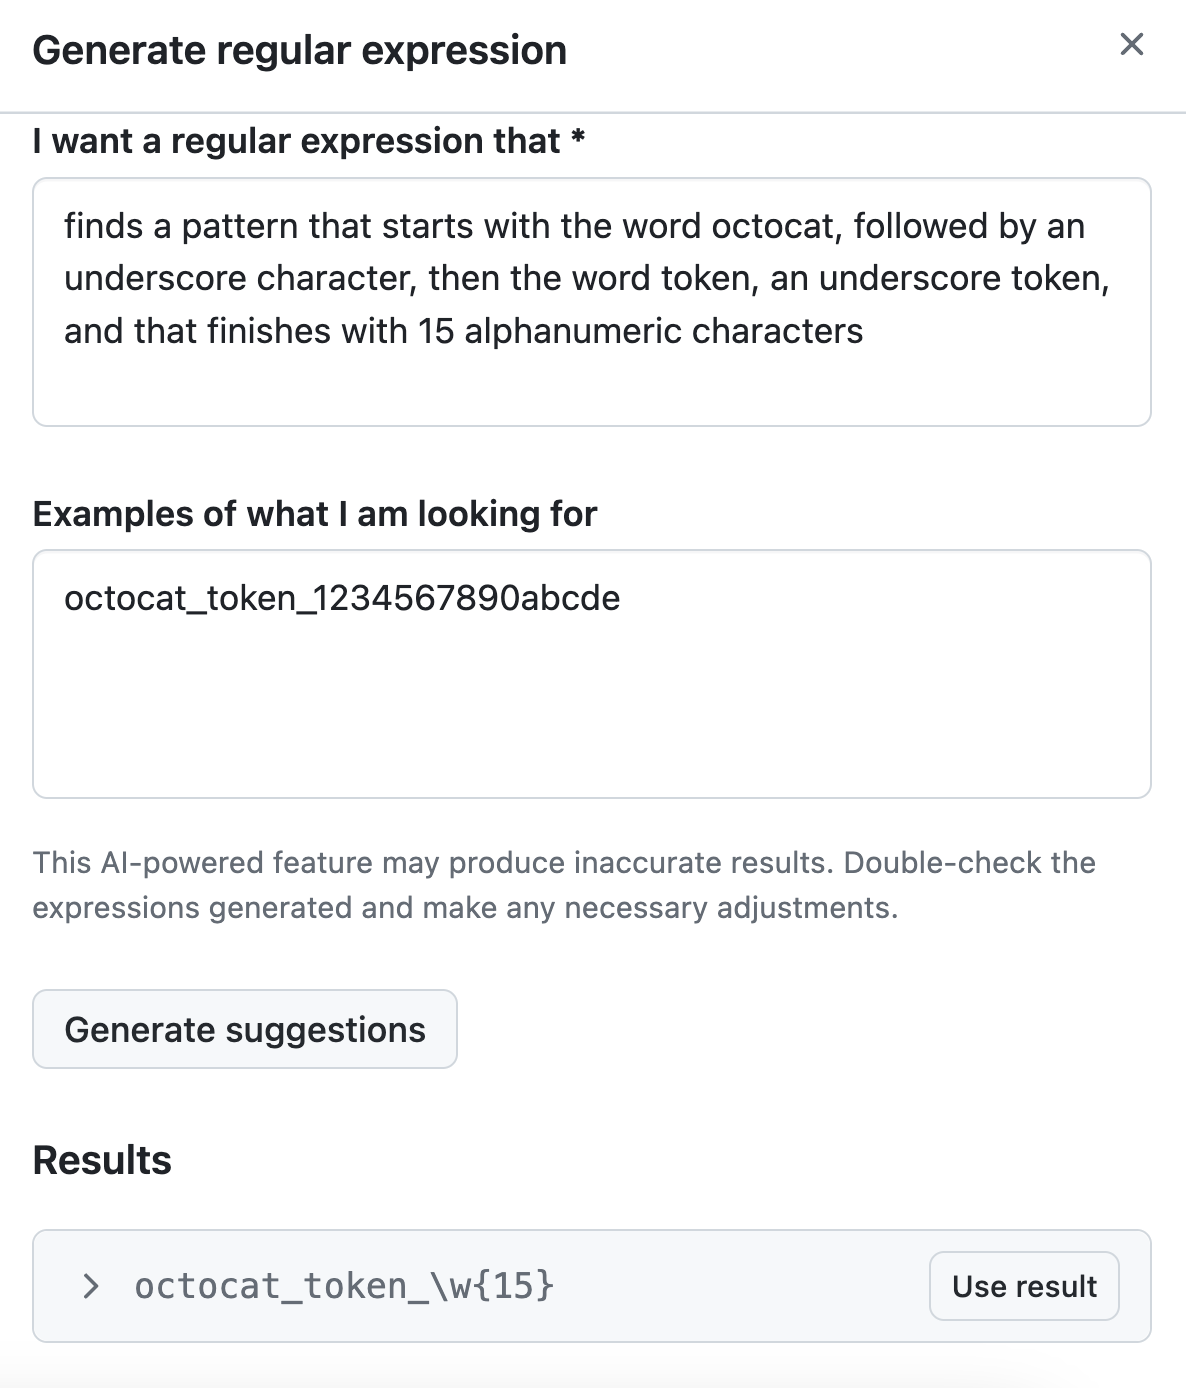 Generate regular expression
I want a regular expression that *
finds a pattern that starts with the word octocat, followed by an
underscore character, then the word token, an underscore token,
and that finishes with 15 alphanumeric characters
Examples of what I am looking for
octocat_token_1234567890abcde
This AI-powered feature may produce inaccurate results. Double-check the
expressions generated and make any necessary adjustments.
Generate suggestions
Results
octocat_token_\w{15}
Use result